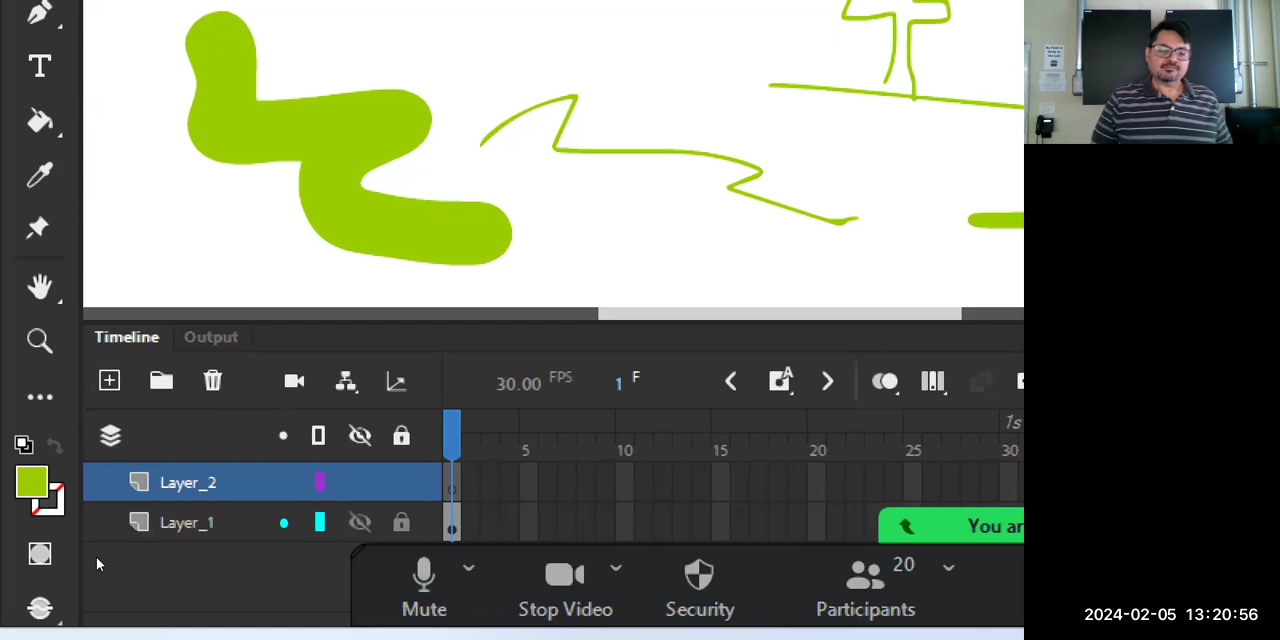 Timeline Output
30.00 FPS 1 F
1s
5 10 15 20 25 30
Layer_2
Layer_1
You ar
20
Mute Stop Video Security Participants
2024-02-05 13:20:56